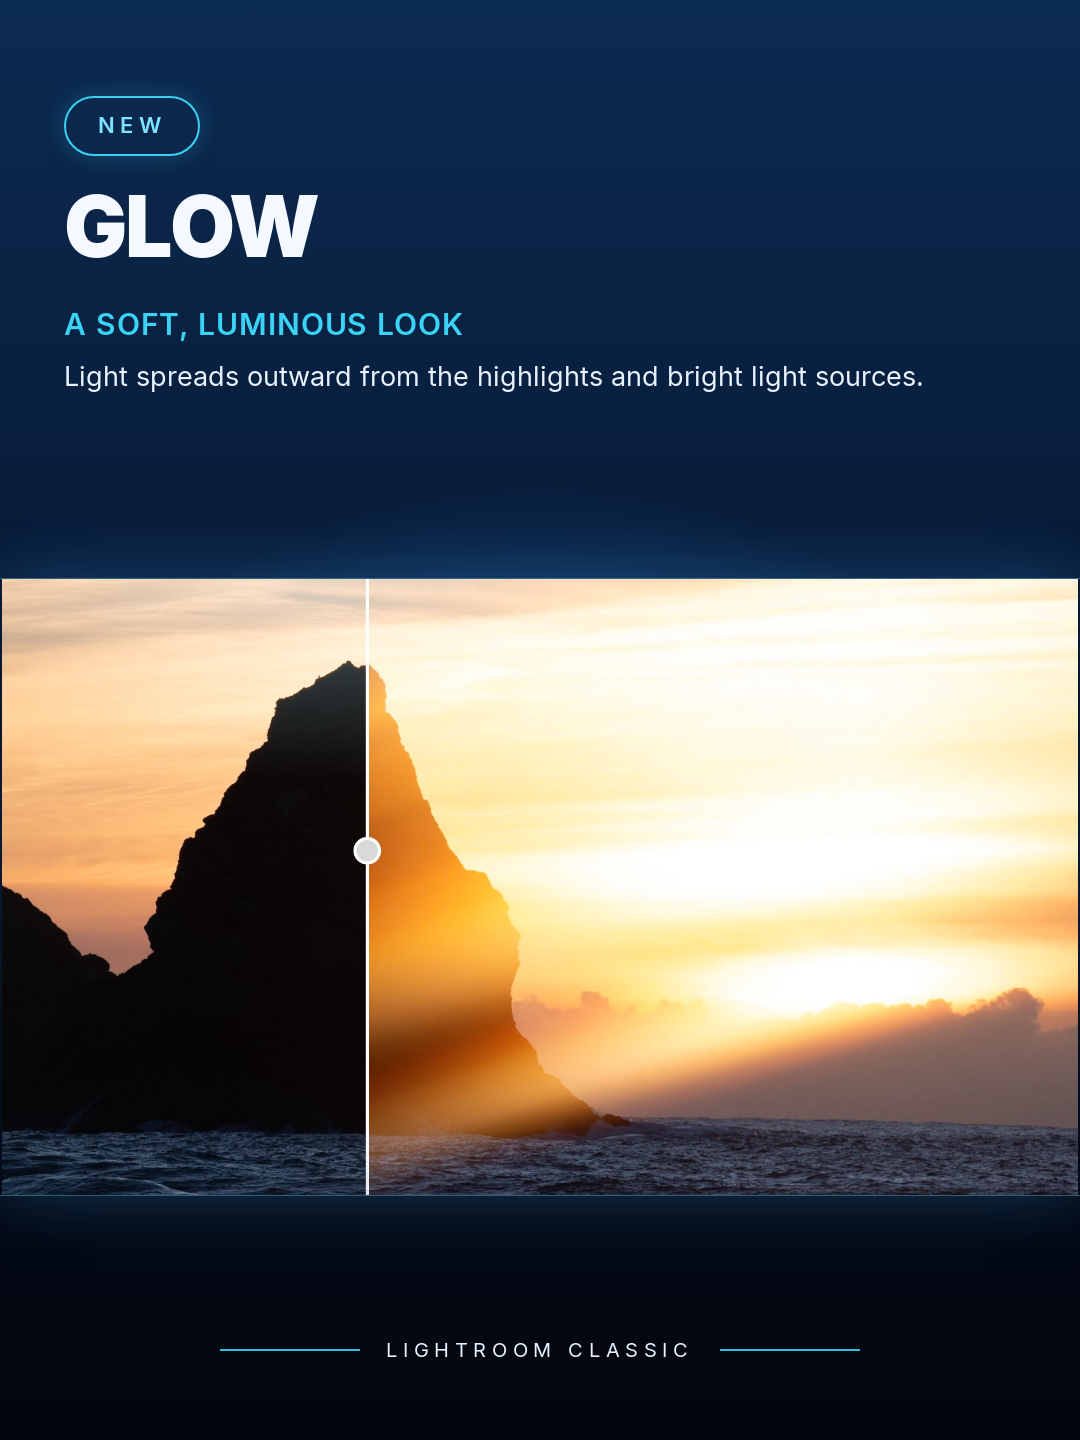 NEW
GLOW
A SOFT, LUMINOUS LOOK
Light spreads outward from the highlights and bright light sources.
LIGHTROOM CLASSIC